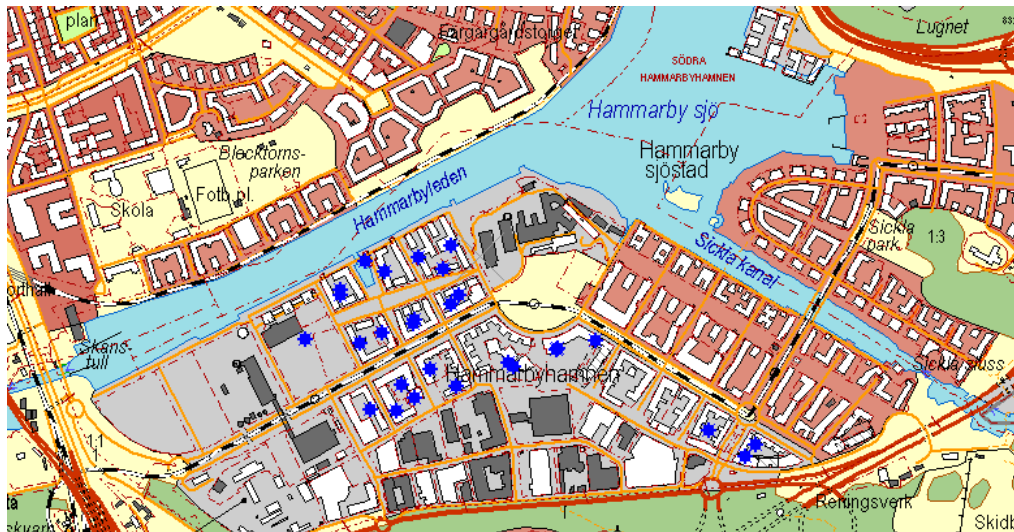 plan
Lugnet
Färgargårdstorget
SÖDRA
HAMMARBYHAMNEN
Hammarby sjö
Hammarby
sjöstad
Blecktorns-
parken
Fotb.pl.
Skola
Hammarbyleden
Sickla
park
1:3
Sickla kanal
Skans-
tull
Sickla sluss
Hammarbyhamnen
1:1
Reningsverk
Skidb